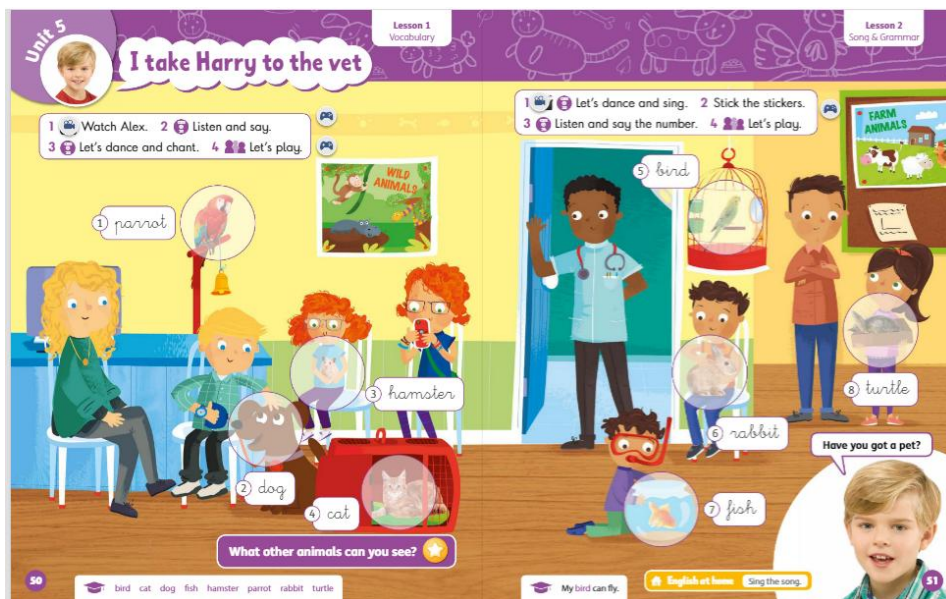 Unit 5
I take Harry to the vet
Lesson 1
Vocabulary
1 Watch Alex. 2 Listen and say.
3 Let's dance and chant. 4 Let's play.
WILD
ANIMALS
1 parrot
2 dog
3 hamster
4 cat
What other animals can you see?
50
bird cat dog fish hamster parrot rabbit turtle
Lesson 2
Song & Grammar
1 Let's dance and sing. 2 Stick the stickers.
3 Listen and say the number. 4 Let's play.
FARM
ANIMALS
5 bird
6 rabbit
7 fish
8 turtle
Have you got a pet?
My bird can fly.
English at home Sing the song.
51